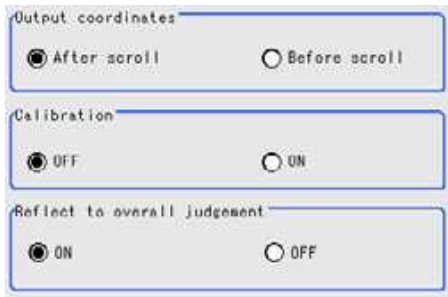 Output coordinates
After scroll Before scroll
Calibration
OFF ON
Reflect to overall judgement
ON OFF